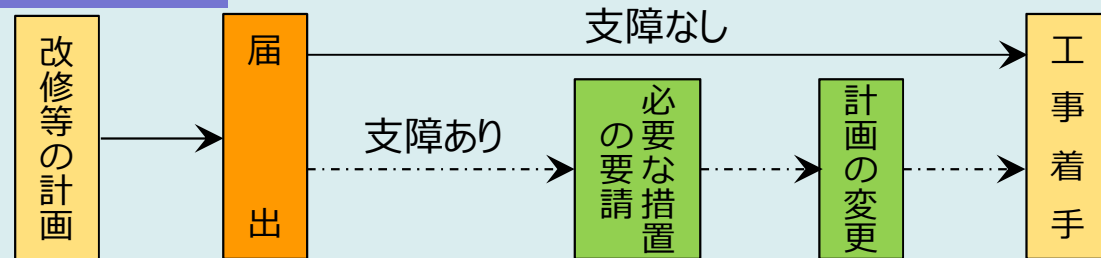 改修等の計画
届出
支障なし
支障あり
必要な措置
の要請
計画の変更
工事着手